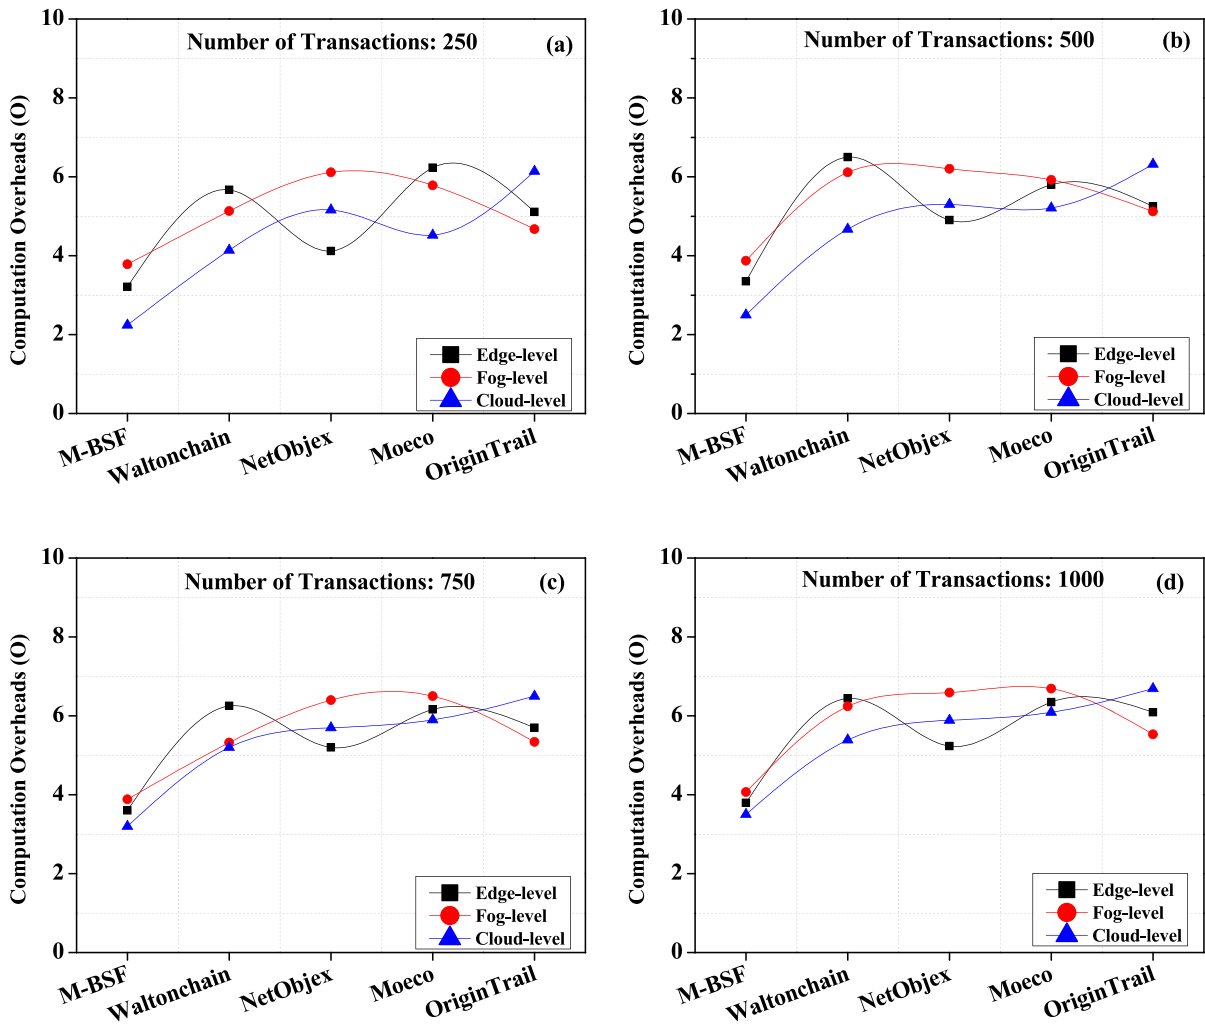 Number of Transactions: 250
(a)
Computation Overheads (O)
10
8
6
4
2
0
Edge-level
Fog-level
Cloud-level
M-BSF
Waltonchain
NetObjex
Moeco
OriginTrail
Number of Transactions: 500
(b)
Computation Overheads (O)
10
8
6
4
2
0
Edge-level
Fog-level
Cloud-level
M-BSF
Waltonchain
NetObjex
Moeco
OriginTrail
Number of Transactions: 750
(c)
Computation Overheads (O)
10
8
6
4
2
0
Edge-level
Fog-level
Cloud-level
M-BSF
Waltonchain
NetObjex
Moeco
OriginTrail
Number of Transactions: 1000
(d)
Computation Overheads (O)
10
8
6
4
2
0
Edge-level
Fog-level
Cloud-level
M-BSF
Waltonchain
NetObjex
Moeco
OriginTrail